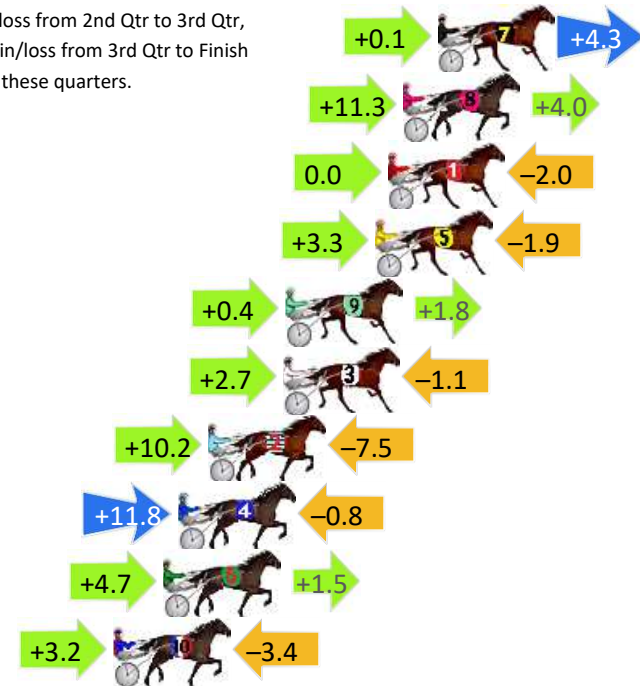 loss from 2nd Qtr to 3rd Qtr,
in/loss from 3rd Qtr to Finish
these quarters.
+0.1 7 +4.3
+11.3 8 +4.0
0.0 1 –2.0
+3.3 5 –1.9
+0.4 9 +1.8
+2.7 3 –1.1
+10.2 2 –7.5
+11.8 4 –0.8
+4.7 6 +1.5
+3.2 10 –3.4